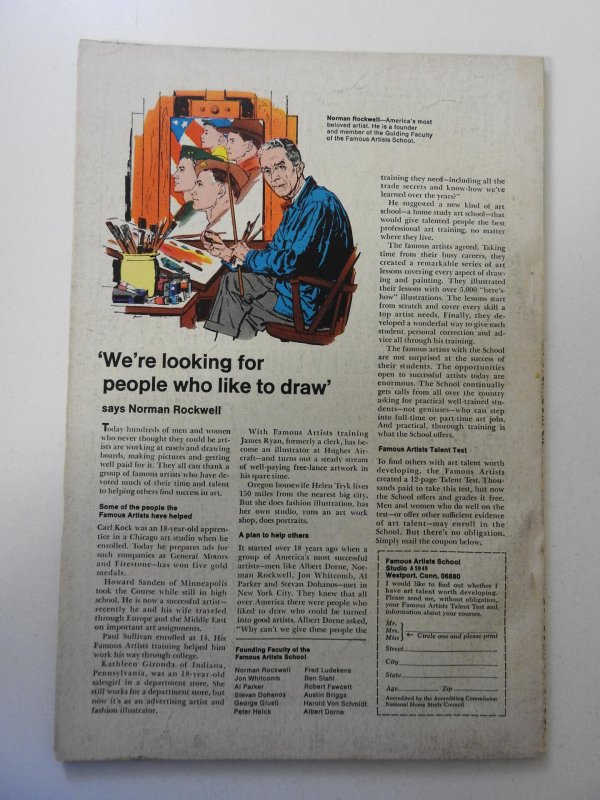 Norman Rockwell—America's most
beloved artist. He is a founder
and member of the Guiding Faculty
of the Famous Artists School.
'We're looking for
people who like to draw'
says Norman Rockwell
Today hundreds of men and women
who never thought they could be art-
ists are working at easels and drawing
boards, making pictures and getting
well paid for it. They all can thank a
group of famous artists who have de-
voted much of their time and talent
to helping others find success in art.
Some of the people the
Famous Artists have helped
Carl Kock was an 18-year-old appren-
tice in a Chicago art studio when he
enrolled. Today he prepares ads for
such companies as General Motors
and Firestone—has won five gold
medals.
Howard Sanden of Minneapolis
took the Course while still in high
school. He is now a successful artist—
recently he and his wife traveled
through Europe and the Middle East
on important art assignments.
Paul Sullivan enrolled at 14. His
Famous Artists training helped him
work his way through college.
Kathleen Gironda of Indiana,
Pennsylvania, was an 18-year-old
salesgirl in a department store. She
still works for a department store, but
now it's as an advertising artist and
fashion illustrator.
With Famous Artists training
James Ryan, formerly a clerk, has be-
come an illustrator at Hughes Air-
craft—and turns out a steady stream
of well-paying free-lance artwork in
his spare time.
Oregon housewife Helen Tryk lives
150 miles from the nearest big city.
But she does fashion illustration, has
her own studio, runs an art work
shop, does portraits.
A plan to help others
It started over 18 years ago when a
group of America's most successful
artists—men like Albert Dorne, Nor-
man Rockwell, Jon Whitcomb, Al
Parker and Stevan Dohanos—met in
New York City. They knew that all
over America there were people who
liked to draw who could be turned
into good artists. Albert Dorne asked,
"Why can't we give these people the
Founding Faculty of the
Famous Artists School
Norman Rockwell
Jon Whitcomb
Al Parker
Stevan Dohanos
George Giusti
Peter Helck
Fred Ludekens
Ben Stahl
Robert Fawcett
Austin Briggs
Harold Von Schmidt
Albert Dorne
training they need—including all the
trade secrets and know-how we've
learned over the years?"
He suggested a new kind of art
school—a home study art school—that
would give talented people the best
professional art training, no matter
where they live.
The famous artists agreed. Taking
time from their busy careers, they
created a remarkable series of art
lessons covering every aspect of draw-
ing and painting. They illustrated
their lessons with over 5,000 "here's
how" illustrations. The lessons start
from scratch and cover every skill a
top artist needs. Finally, they de-
veloped a wonderful way to give each
student personal correction and ad-
vice all through his training.
The famous artists with the School
are not surprised at the success of
their students. The opportunities
open to successful artists today are
enormous. The School continually
gets calls from all over the country
asking for practical well-trained stu-
dents—not geniuses—who can step
into full-time or part-time art jobs.
And practical, thorough training is
what the School offers.
Famous Artists Talent Test
To find others with art talent worth
developing, the Famous Artists
created a 12-page Talent Test. Thou-
sands paid to take this test, but now
the School offers and grades it free.
Men and women who do well on the
test—or offer other sufficient evidence
of art talent—may enroll in the
School. But there's no obligation.
Simply mail the coupon below.
Famous Artists School
Studio A 5949
Westport, Conn. 06880
I would like to find out whether I
have art talent worth developing.
Please send me, without obligation,
your Famous Artists Talent Test and
information about your courses.
Mr.
Mrs.
Miss ← Circle one and please print
Street
City
State
Age Zip
Accredited by the Accrediting Commission
National Home Study Council